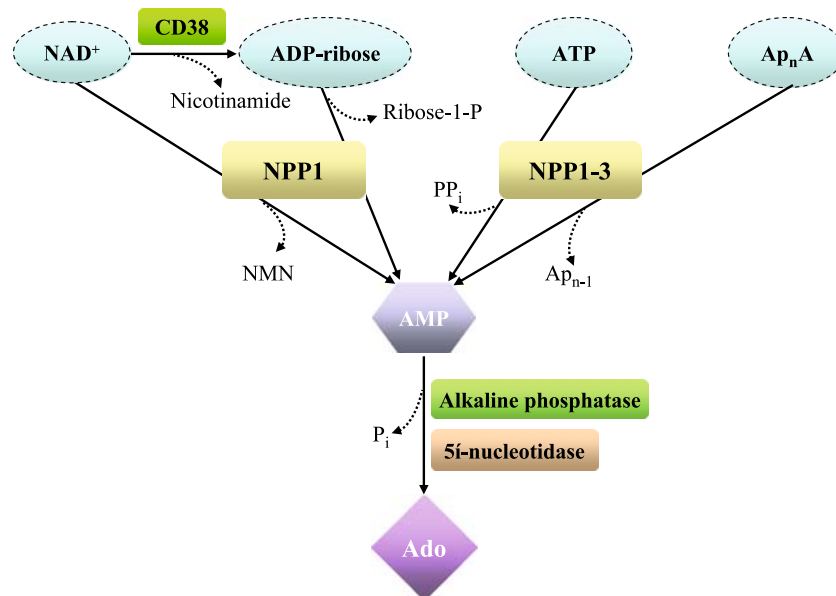 CD38
NAD⁺
ADP-ribose
ATP
ApₙA
Nicotinamide
Ribose-1-P
NPP1
NPP1-3
PPᵢ
NMN
Apₙ₋₁
AMP
Alkaline phosphatase
Pᵢ
5í-nucleotidase
Ado